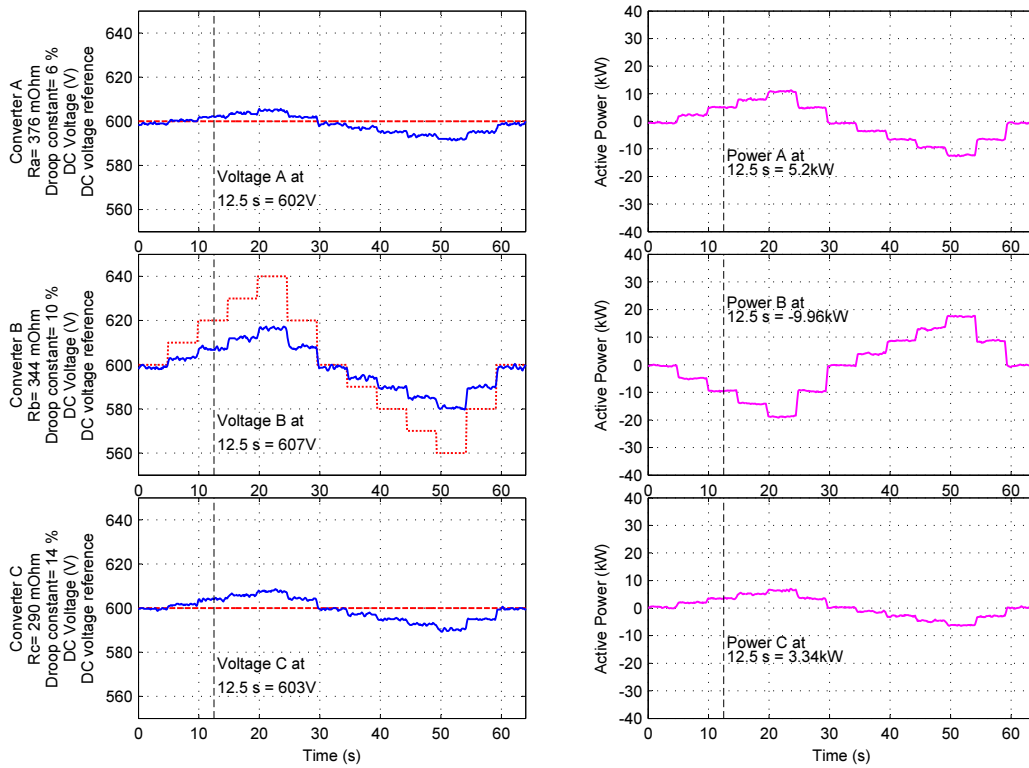 Converter A
Ra= 376 mOhm
Droop constant= 6 %
DC Voltage (V)
DC voltage reference
640
620
600
580
560
Voltage A at
12.5 s = 602V
0 10 20 30 40 50 60
Active Power (kW)
40
30
20
10
0
-10
-20
-30
-40
Power A at
12.5 s = 5.2kW
0 10 20 30 40 50 60
Converter B
Rb= 344 mOhm
Droop constant= 10 %
DC Voltage (V)
DC voltage reference
640
620
600
580
560
Voltage B at
12.5 s = 607V
0 10 20 30 40 50 60
Active Power (kW)
40
30
20
10
0
-10
-20
-30
-40
Power B at
12.5 s = -9.96kW
0 10 20 30 40 50 60
Converter C
Rc= 290 mOhm
Droop constant= 14 %
DC Voltage (V)
DC voltage reference
640
620
600
580
560
Voltage C at
12.5 s = 603V
0 10 20 30 40 50 60
Time (s)
Active Power (kW)
40
30
20
10
0
-10
-20
-30
-40
Power C at
12.5 s = 3.34kW
0 10 20 30 40 50 60
Time (s)